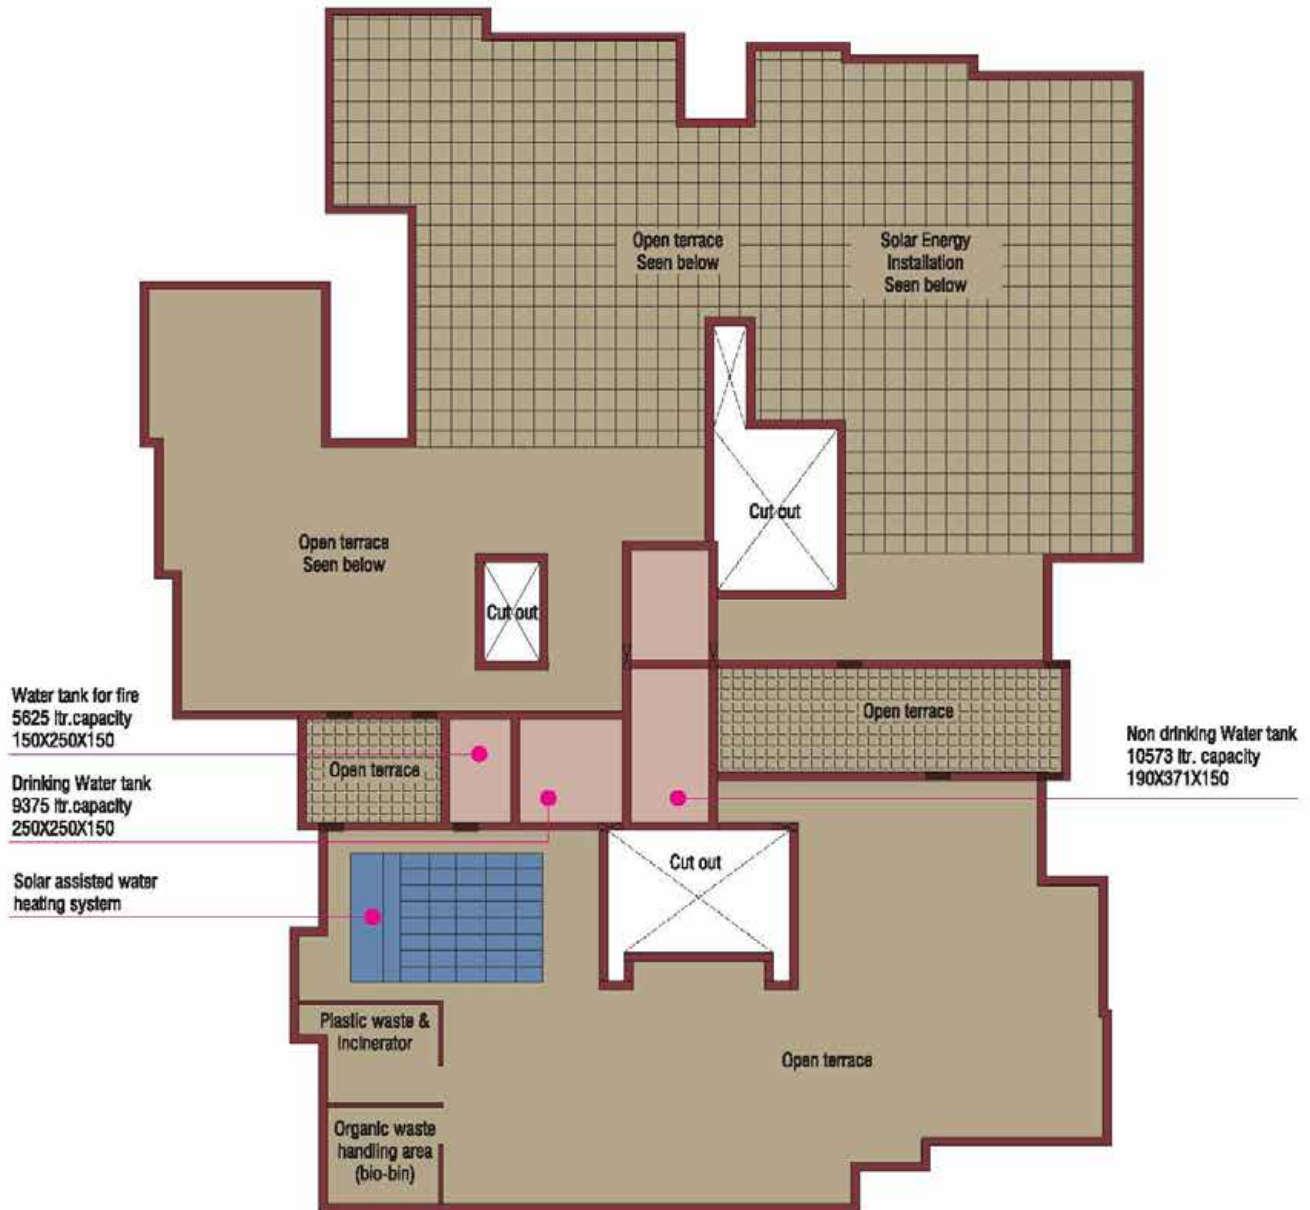 Open terrace
Seen below
Solar Energy
Installation
Seen below
Cut out
Open terrace
Seen below
Cut out
Water tank for fire
5625 ltr.capacity
150X250X150
Open terrace
Open terrace
Non drinking Water tank
10573 ltr. capacity
190X371X150
Drinking Water tank
9375 ltr.capacity
250X250X150
Cut out
Solar assisted water
heating system
Plastic waste &
incinerator
Open terrace
Organic waste
handling area
(bio-bin)